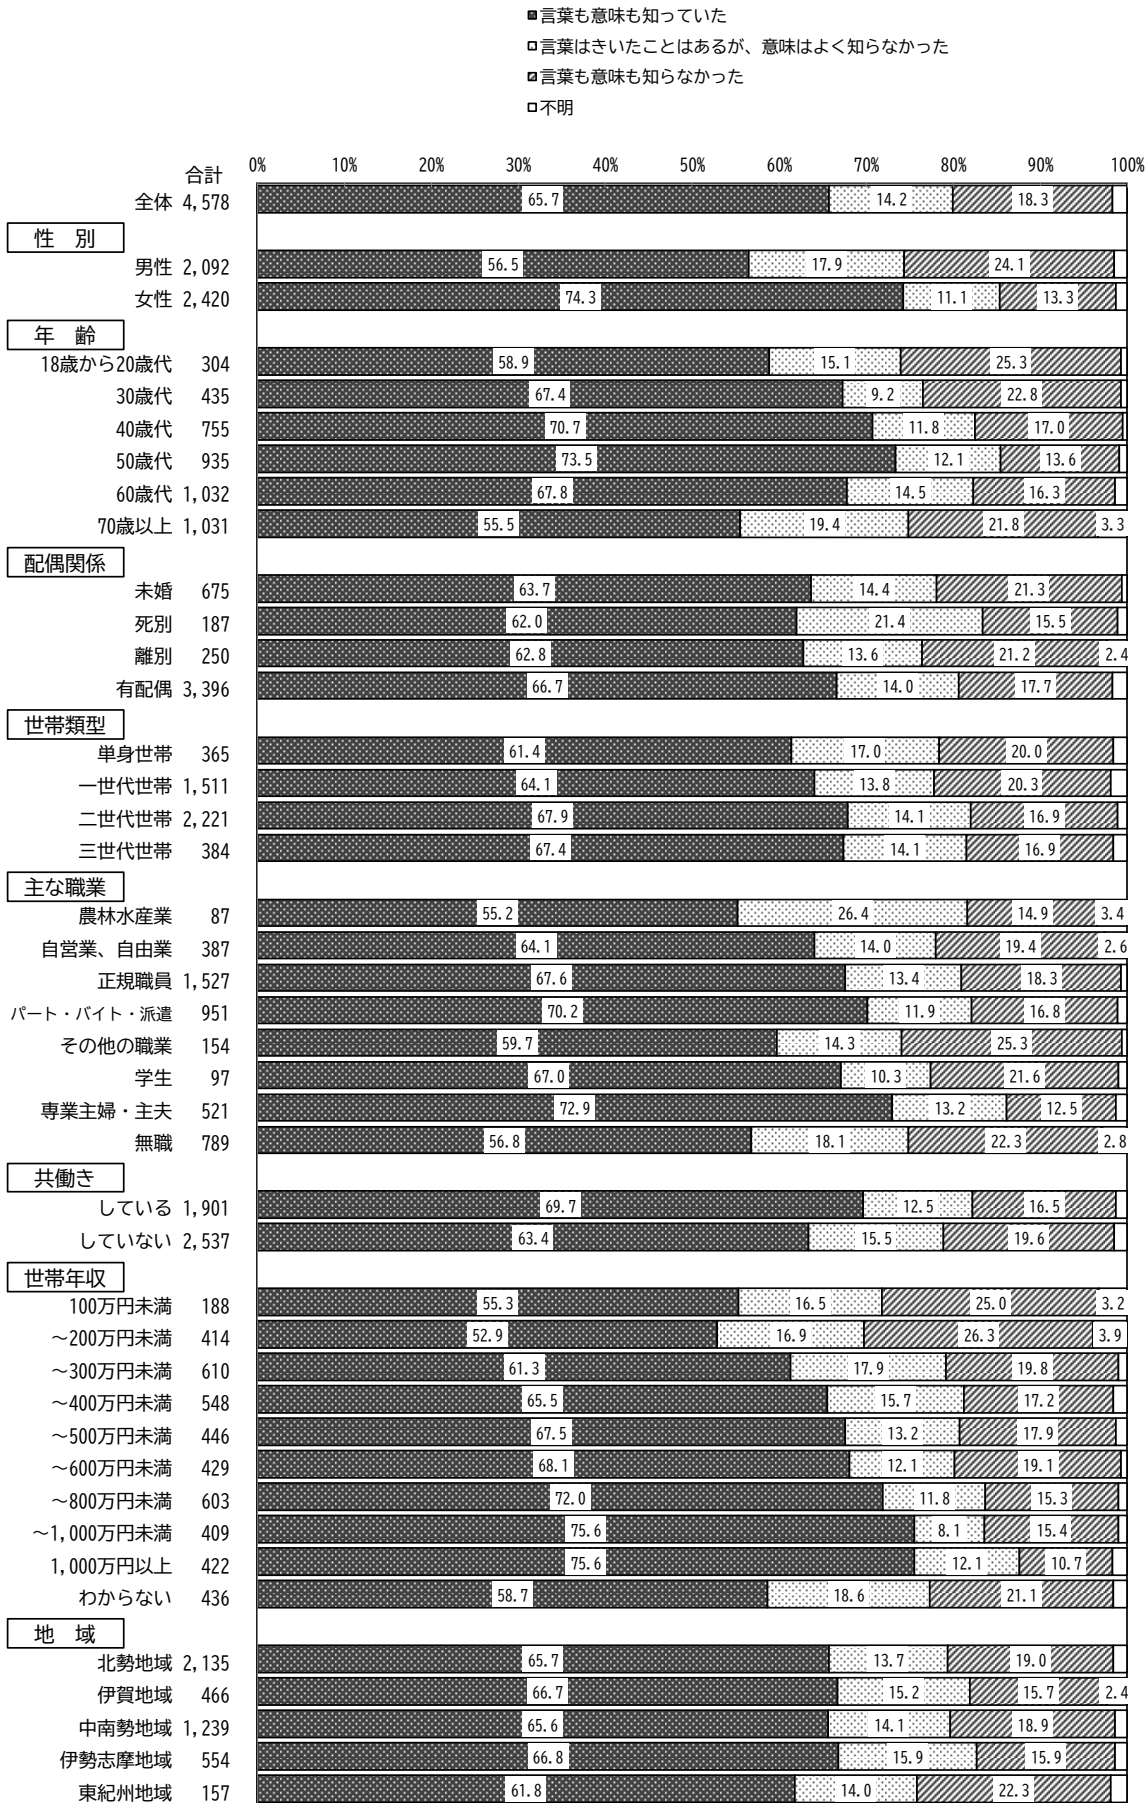 言葉も意味も知っていた
言葉はきいたことはあるが、意味はよく知らなかった
言葉も意味も知らなかった
不明
合計 0% 10% 20% 30% 40% 50% 60% 70% 80% 90% 100%
全体 4,578 65.7 14.2 18.3
性　別
男性 2,092 56.5 17.9 24.1
女性 2,420 74.3 11.1 13.3
年　齢
18歳から20歳代 304 58.9 15.1 25.3
30歳代 435 67.4 9.2 22.8
40歳代 755 70.7 11.8 17.0
50歳代 935 73.5 12.1 13.6
60歳代 1,032 67.8 14.5 16.3
70歳以上 1,031 55.5 19.4 21.8 3.3
配偶関係
未婚 675 63.7 14.4 21.3
死別 187 62.0 21.4 15.5
離別 250 62.8 13.6 21.2 2.4
有配偶 3,396 66.7 14.0 17.7
世帯類型
単身世帯 365 61.4 17.0 20.0
一世代世帯 1,511 64.1 13.8 20.3
二世代世帯 2,221 67.9 14.1 16.9
三世代世帯 384 67.4 14.1 16.9
主な職業
農林水産業 87 55.2 26.4 14.9 3.4
自営業、自由業 387 64.1 14.0 19.4 2.6
正規職員 1,527 67.6 13.4 18.3
パート・バイト・派遣 951 70.2 11.9 16.8
その他の職業 154 59.7 14.3 25.3
学生 97 67.0 10.3 21.6
専業主婦・主夫 521 72.9 13.2 12.5
無職 789 56.8 18.1 22.3 2.8
共働き
している 1,901 69.7 12.5 16.5
していない 2,537 63.4 15.5 19.6
世帯年収
100万円未満 188 55.3 16.5 25.0 3.2
～200万円未満 414 52.9 16.9 26.3 3.9
～300万円未満 610 61.3 17.9 19.8
～400万円未満 548 65.5 15.7 17.2
～500万円未満 446 67.5 13.2 17.9
～600万円未満 429 68.1 12.1 19.1
～800万円未満 603 72.0 11.8 15.3
～1,000万円未満 409 75.6 8.1 15.4
1,000万円以上 422 75.6 12.1 10.7
わからない 436 58.7 18.6 21.1
地　域
北勢地域 2,135 65.7 13.7 19.0
伊賀地域 466 66.7 15.2 15.7 2.4
中南勢地域 1,239 65.6 14.1 18.9
伊勢志摩地域 554 66.8 15.9 15.9
東紀州地域 157 61.8 14.0 22.3